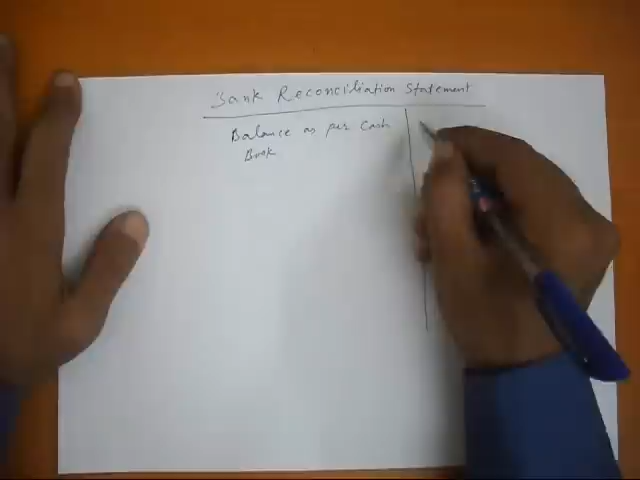 Bank Reconciliation Statement
Balance as per Cash
Book